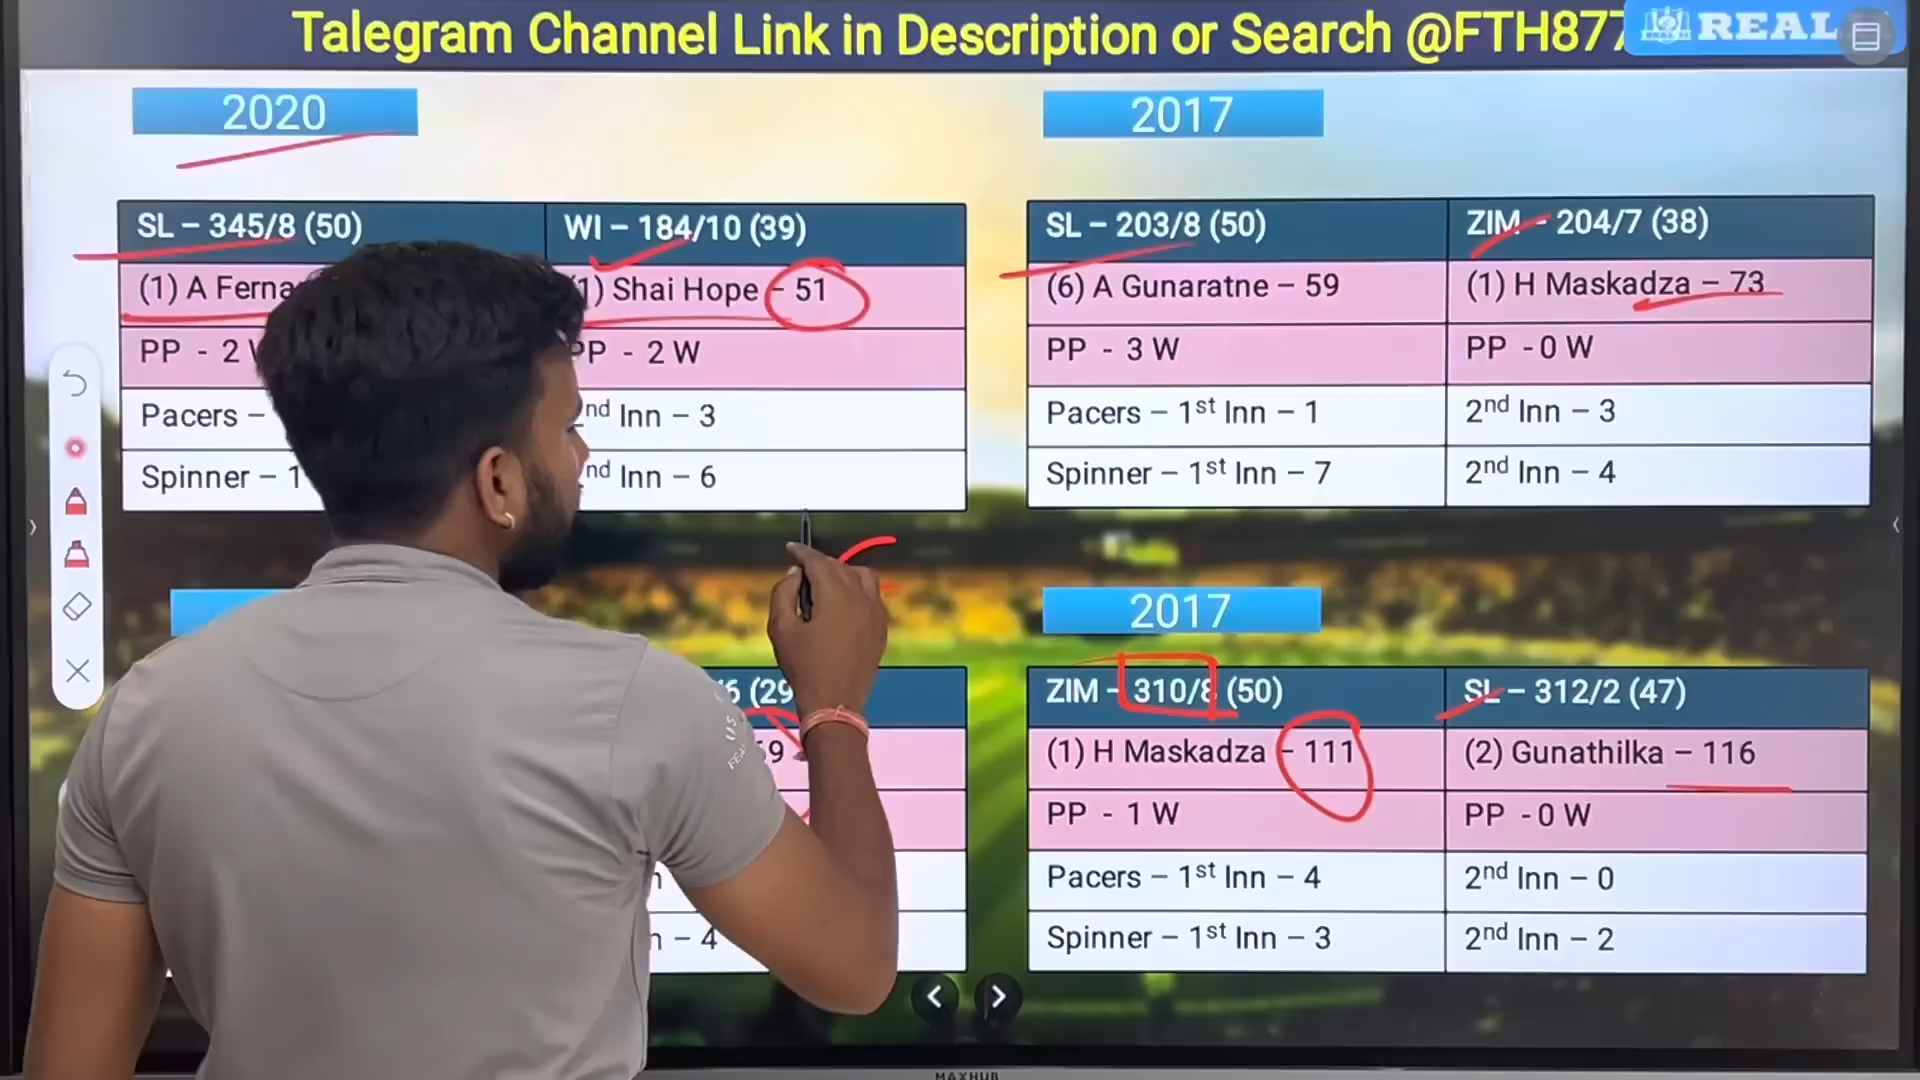 Talegram Channel Link in Description or Search @FTH877
REAL
2020
SL – 345/8 (50)
WI – 184/10 (39)
(1) A Ferna
(1) Shai Hope – 51
PP - 2 W
PP - 2 W
Pacers –
2nd Inn – 3
Spinner – 1
2nd Inn – 6
2017
SL – 203/8 (50)
ZIM - 204/7 (38)
(6) A Gunaratne – 59
(1) H Maskadza – 73
PP - 3 W
PP - 0 W
Pacers – 1st Inn – 1
2nd Inn – 3
Spinner – 1st Inn – 7
2nd Inn – 4
6 (29
69
n
n – 4
2017
ZIM – 310/8 (50)
SL – 312/2 (47)
(1) H Maskadza – 111
(2) Gunathilka – 116
PP - 1 W
PP - 0 W
Pacers – 1st Inn – 4
2nd Inn – 0
Spinner – 1st Inn – 3
2nd Inn – 2
US
MAXHUB